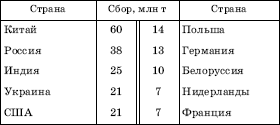 Страна Сбор, млн т Страна
Китай 60 14 Польша
Россия 38 13 Германия
Индия 25 10 Белоруссия
Украина 21 7 Нидерланды
США 21 7 Франция